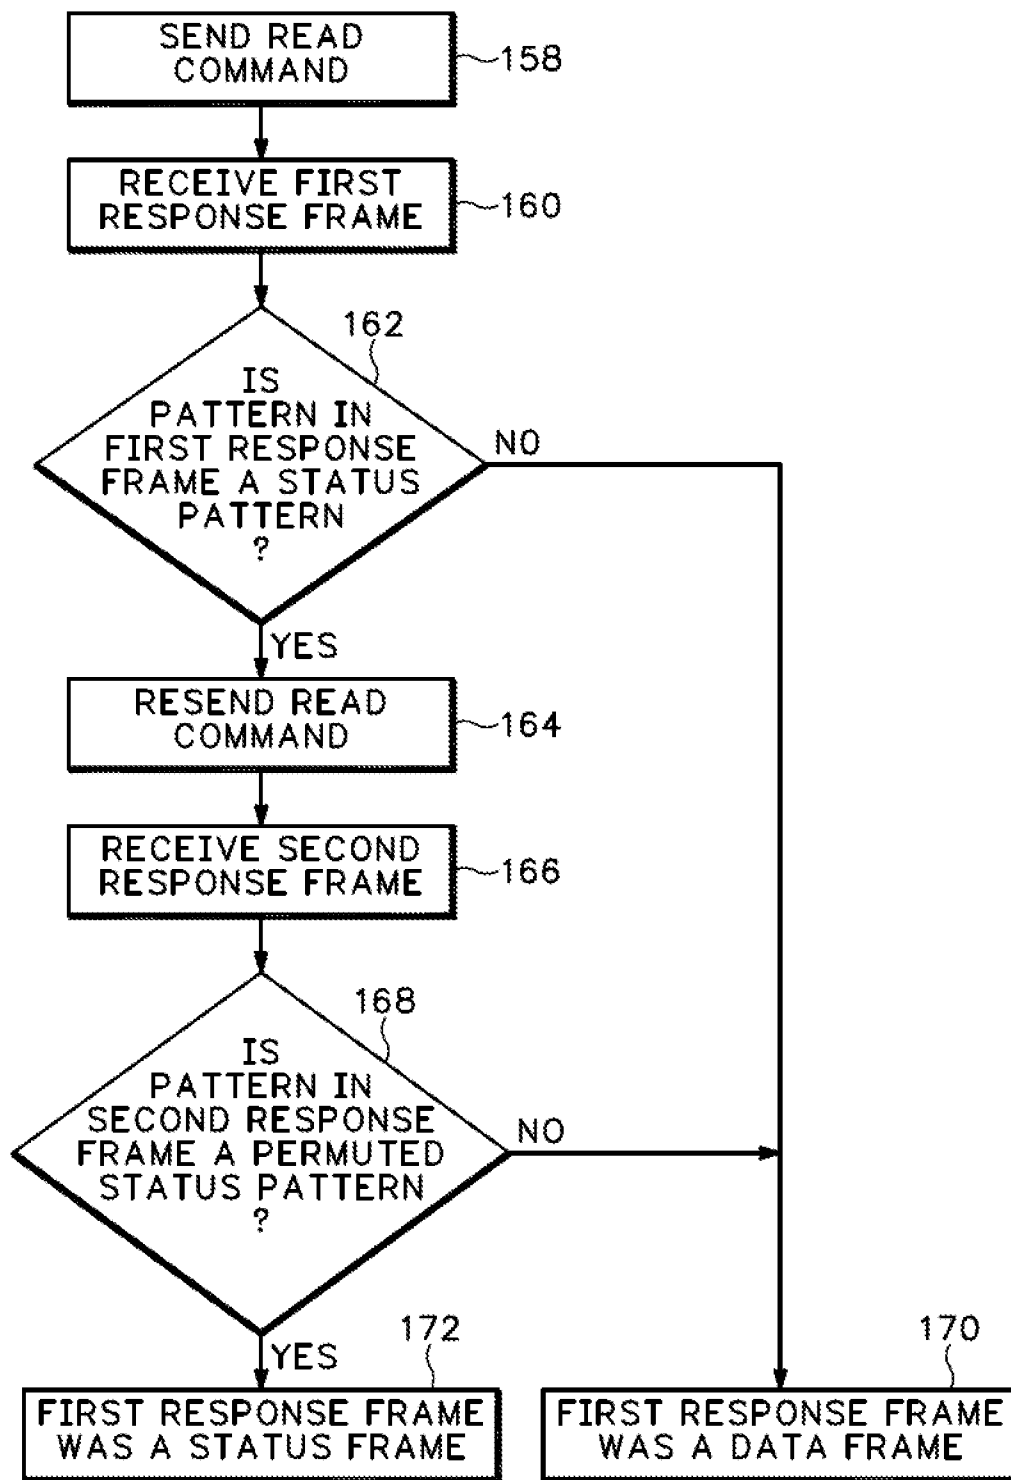 SEND READ
COMMAND
158
RECEIVE FIRST
RESPONSE FRAME
160
162
IS
PATTERN IN
FIRST RESPONSE
FRAME A STATUS
PATTERN
?
NO
YES
RESEND READ
COMMAND
164
RECEIVE SECOND
RESPONSE FRAME
166
168
IS
PATTERN IN
SECOND RESPONSE
FRAME A PERMUTED
STATUS PATTERN
?
NO
YES
172
FIRST RESPONSE FRAME
WAS A STATUS FRAME
170
FIRST RESPONSE FRAME
WAS A DATA FRAME